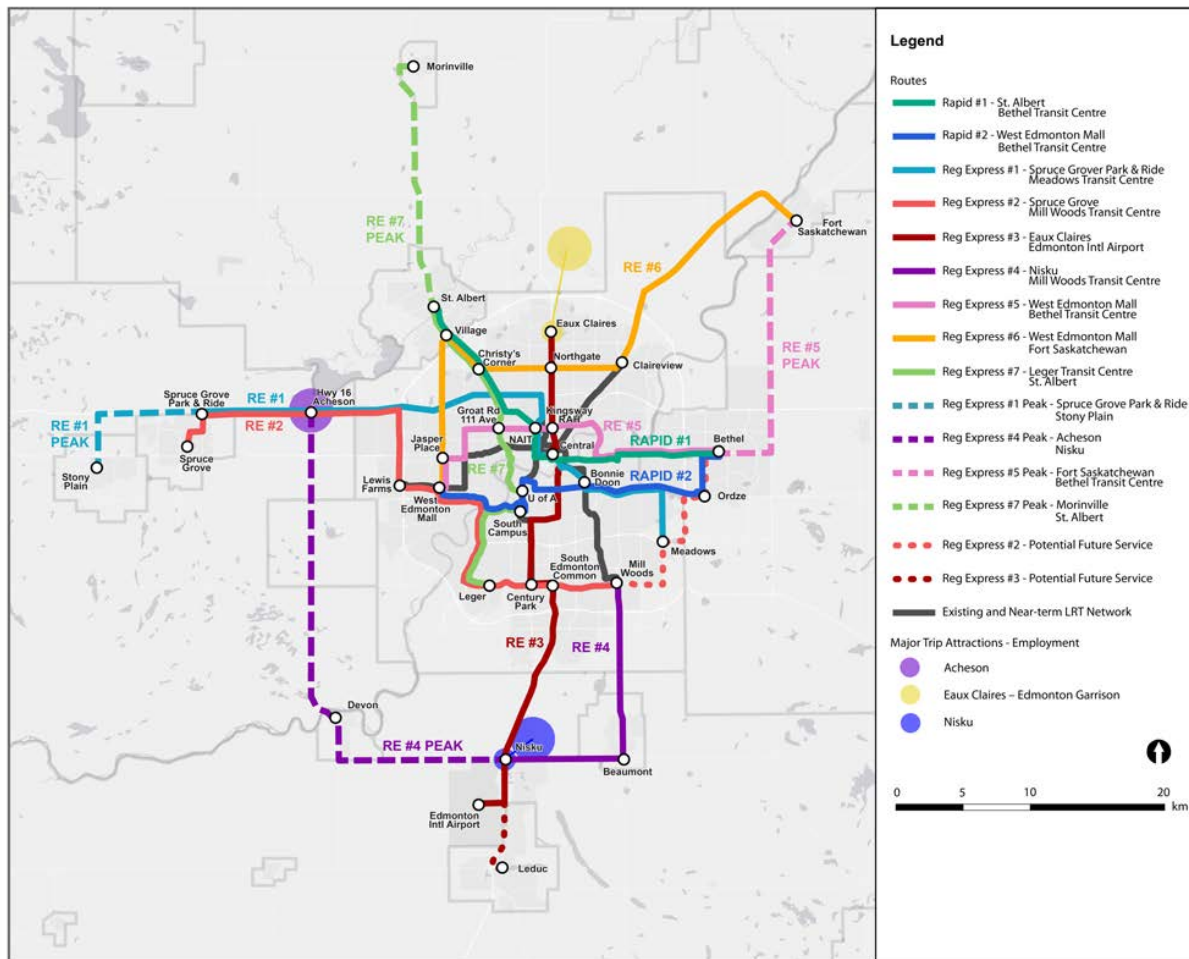 Morinville
RE #7
PEAK
Fort
Saskatchewan
RE #6
St. Albert
Eaux Claires
Village
Christy's
Corner
Northgate
Clareview
RE #5
PEAK
Spruce Grove
Park & Ride
Hwy 16
Acheson
RE #1
RE #2
Groat Rd
111 Ave
Kingsway
RAH
NAIT
RE #5
RE #1
PEAK
Spruce
Grove
Stony
Plain
Jasper
Place
Central
RAPID #1
Bethel
RE #7
Bonnie
Doon
RAPID #2
Lewis
Farms
West
Edmonton
Mall
U of A
Ordze
South
Campus
Meadows
South
Edmonton
Common
Mill
Woods
Leger
Century
Park
RE #3
RE #4
Devon
RE #4 PEAK
Nisku
Beaumont
Edmonton
Intl Airport
Leduc
Legend
Routes
Rapid #1 - St. Albert
Bethel Transit Centre
Rapid #2 - West Edmonton Mall
Bethel Transit Centre
Reg Express #1 - Spruce Grover Park & Ride
Meadows Transit Centre
Reg Express #2 - Spruce Grove
Mill Woods Transit Centre
Reg Express #3 - Eaux Claires
Edmonton Intl Airport
Reg Express #4 - Nisku
Mill Woods Transit Centre
Reg Express #5 - West Edmonton Mall
Bethel Transit Centre
Reg Express #6 - West Edmonton Mall
Fort Saskatchewan
Reg Express #7 - Leger Transit Centre
St. Albert
Reg Express #1 Peak - Spruce Grove Park & Ride
Stony Plain
Reg Express #4 Peak - Acheson
Nisku
Reg Express #5 Peak - Fort Saskatchewan
Bethel Transit Centre
Reg Express #7 Peak - Morinville
St. Albert
Reg Express #2 - Potential Future Service
Reg Express #3 - Potential Future Service
Existing and Near-term LRT Network
Major Trip Attractions - Employment
Acheson
Eaux Claires – Edmonton Garrison
Nisku
0 5 10 20
km